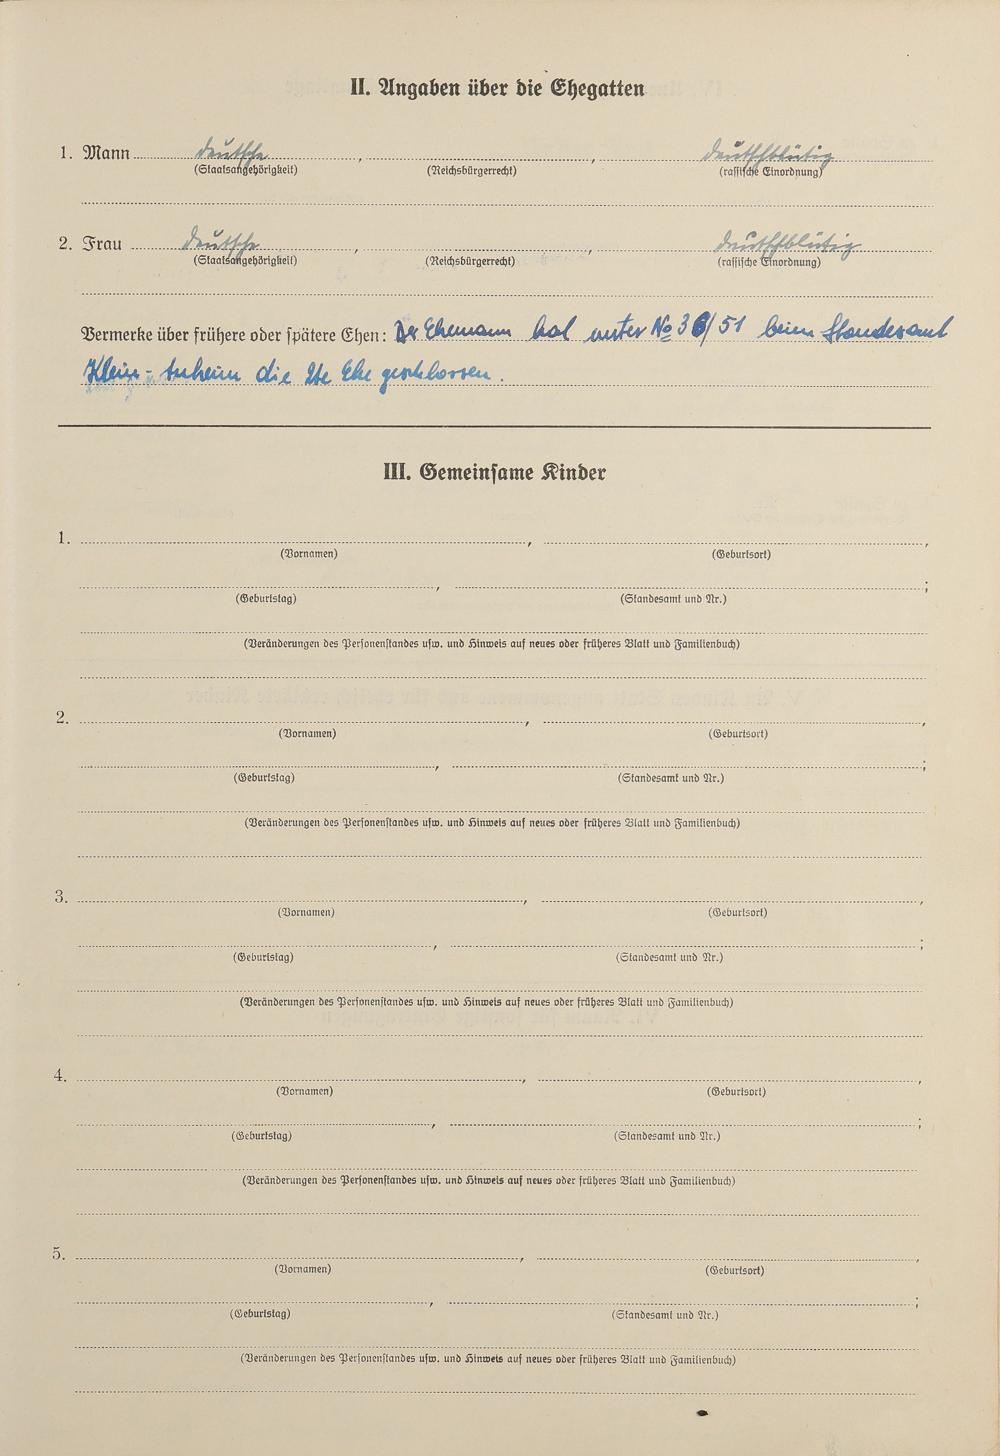 II. Angaben über die Ehegatten
1. Mann deutsche , , deutschblütig
(Staatsangehörigkeit) (Reichsbürgerrecht) (rassische Einordnung)
2. Frau deutsche , , deutschblütig
(Staatsangehörigkeit) (Reichsbürgerrecht) (rassische Einordnung)
Vermerke über frühere oder spätere Ehen: Der Ehemann hat unter No 36/51 beim Standesamt
Klein-Auheim die 2te Ehe geschlossen.
III. Gemeinsame Kinder
1. , ,
(Vornamen) (Geburtsort)
, ;
(Geburtstag) (Standesamt und Nr.)
(Veränderungen des Personenstandes usw. und Hinweis auf neues oder früheres Blatt und Familienbuch)
2. , ,
(Vornamen) (Geburtsort)
, ;
(Geburtstag) (Standesamt und Nr.)
(Veränderungen des Personenstandes usw. und Hinweis auf neues oder früheres Blatt und Familienbuch)
3. , ,
(Vornamen) (Geburtsort)
, ;
(Geburtstag) (Standesamt und Nr.)
(Veränderungen des Personenstandes usw. und Hinweis auf neues oder früheres Blatt und Familienbuch)
4. , ,
(Vornamen) (Geburtsort)
, ;
(Geburtstag) (Standesamt und Nr.)
(Veränderungen des Personenstandes usw. und Hinweis auf neues oder früheres Blatt und Familienbuch)
5. , ,
(Vornamen) (Geburtsort)
, ;
(Geburtstag) (Standesamt und Nr.)
(Veränderungen des Personenstandes usw. und Hinweis auf neues oder früheres Blatt und Familienbuch)